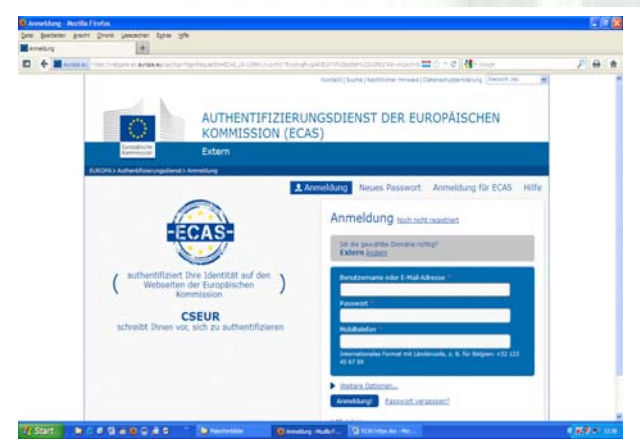 Anmeldung - Mozilla Firefox
Datei Bearbeiten Ansicht Chronik Lesezeichen Extras Hilfe
Anmeldung
Kontakt | Suche | Rechtlicher Hinweis | Datenschutzerklärung Deutsch (de)
AUTHENTIFIZIERUNGSDIENST DER EUROPÄISCHEN
KOMMISSION (ECAS)
Europäische
Kommission
Extern
EUROPA > Authentifizierungsdienst > Anmeldung
Anmeldung Neues Passwort Anmeldung für ECAS Hilfe
Anmeldung Noch nicht registriert
Ist die gewählte Domäne richtig?
Extern Ändern
ECAS
authentifiziert Ihre Identität auf den
Webseiten der Europäischen
Kommission
CSEUR
schreibt Ihnen vor, sich zu authentifizieren
Benutzername oder E-Mail-Adresse *
Passwort *
Mobiltelefon *
Internationales Format mit Ländercode, z. B. für Belgien: +32 123
45 67 89
Weitere Optionen...
Anmeldung! Passwort vergessen?
Start Anmeldung - Mozilla F...